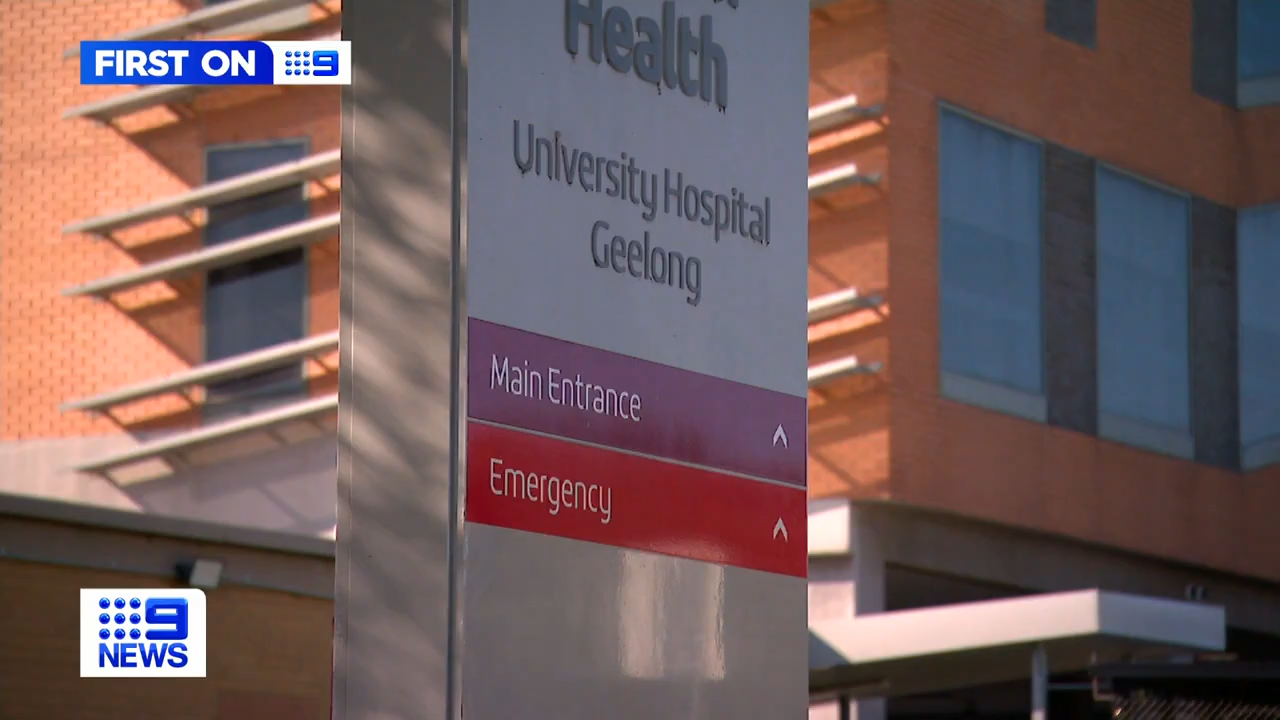 FIRST ON 9
Health
University Hospital
Geelong
Main Entrance
Emergency
9
NEWS